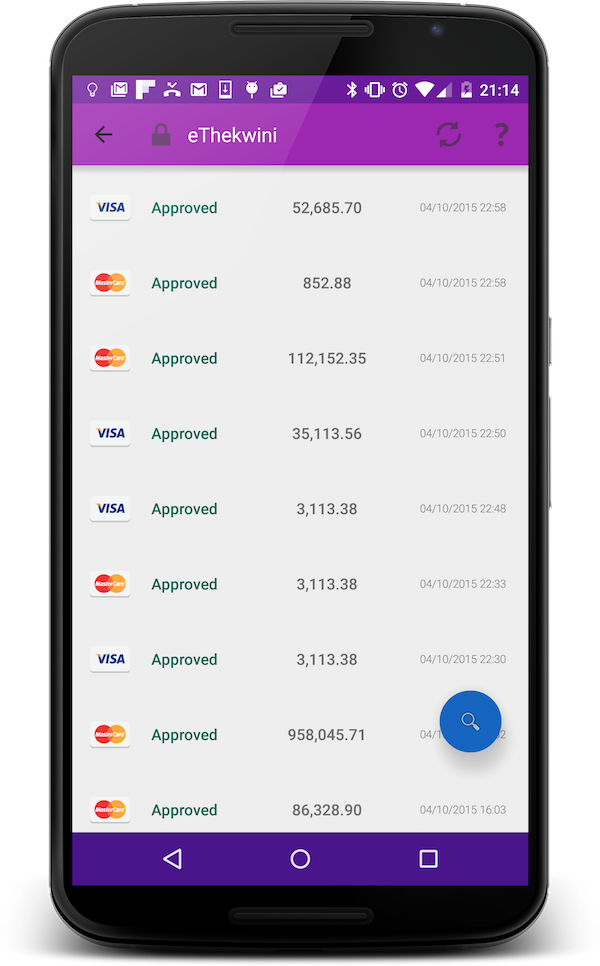 21:14
eThekwini ?
VISA Approved 52,685.70 04/10/2015 22:58
MasterCard Approved 852.88 04/10/2015 22:58
MasterCard Approved 112,152.35 04/10/2015 22:51
VISA Approved 35,113.56 04/10/2015 22:50
VISA Approved 3,113.38 04/10/2015 22:48
MasterCard Approved 3,113.38 04/10/2015 22:33
VISA Approved 3,113.38 04/10/2015 22:30
MasterCard Approved 958,045.71
MasterCard Approved 86,328.90 04/10/2015 16:03